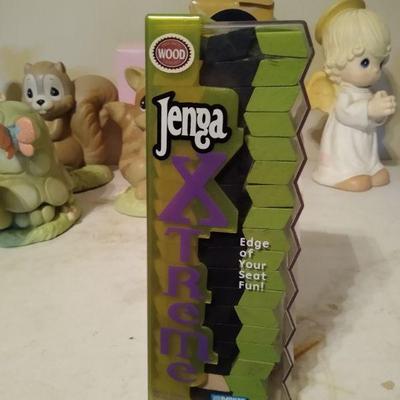 WOOD
Jenga
XTReMe
Edge
of
Your
Seat
Fun!